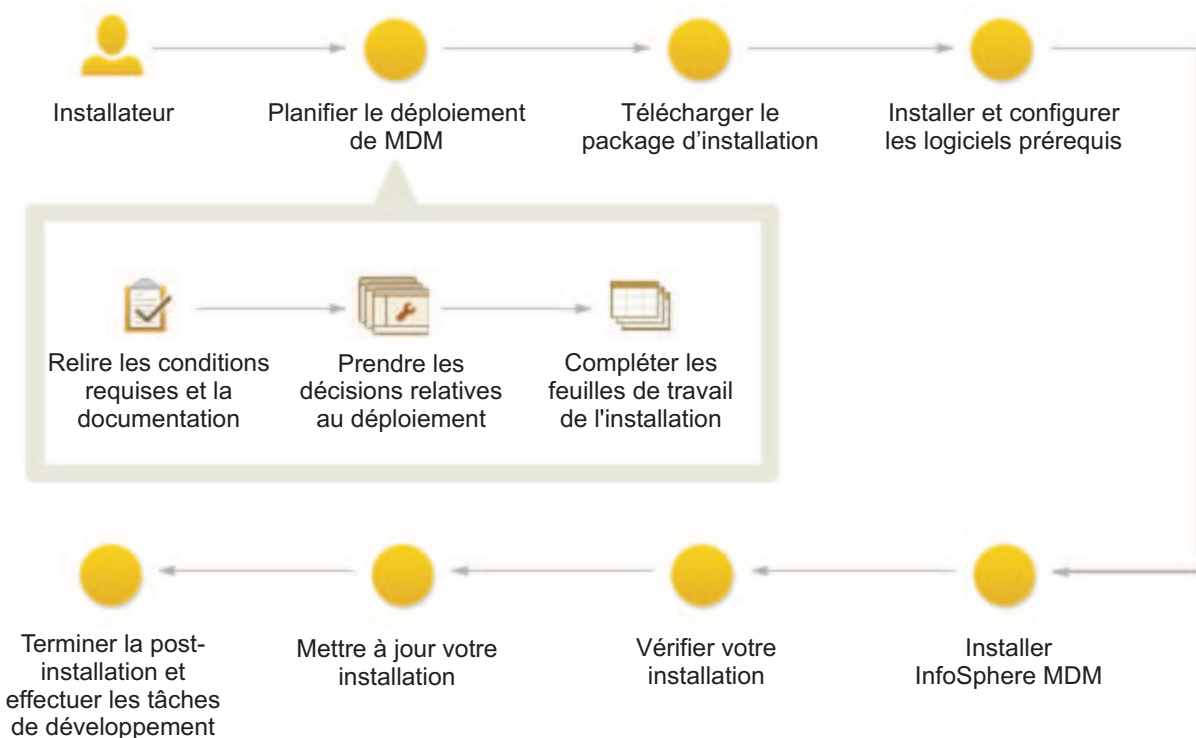 Installateur
Planifier le déploiement
de MDM
Télécharger le
package d’installation
Installer et configurer
les logiciels prérequis
Relire les conditions
requises et la
documentation
Prendre les
décisions relatives
au déploiement
Compléter les
feuilles de travail
de l'installation
Terminer la post-
installation et
effectuer les tâches
de développement
Mettre à jour votre
installation
Vérifier votre
installation
Installer
InfoSphere MDM